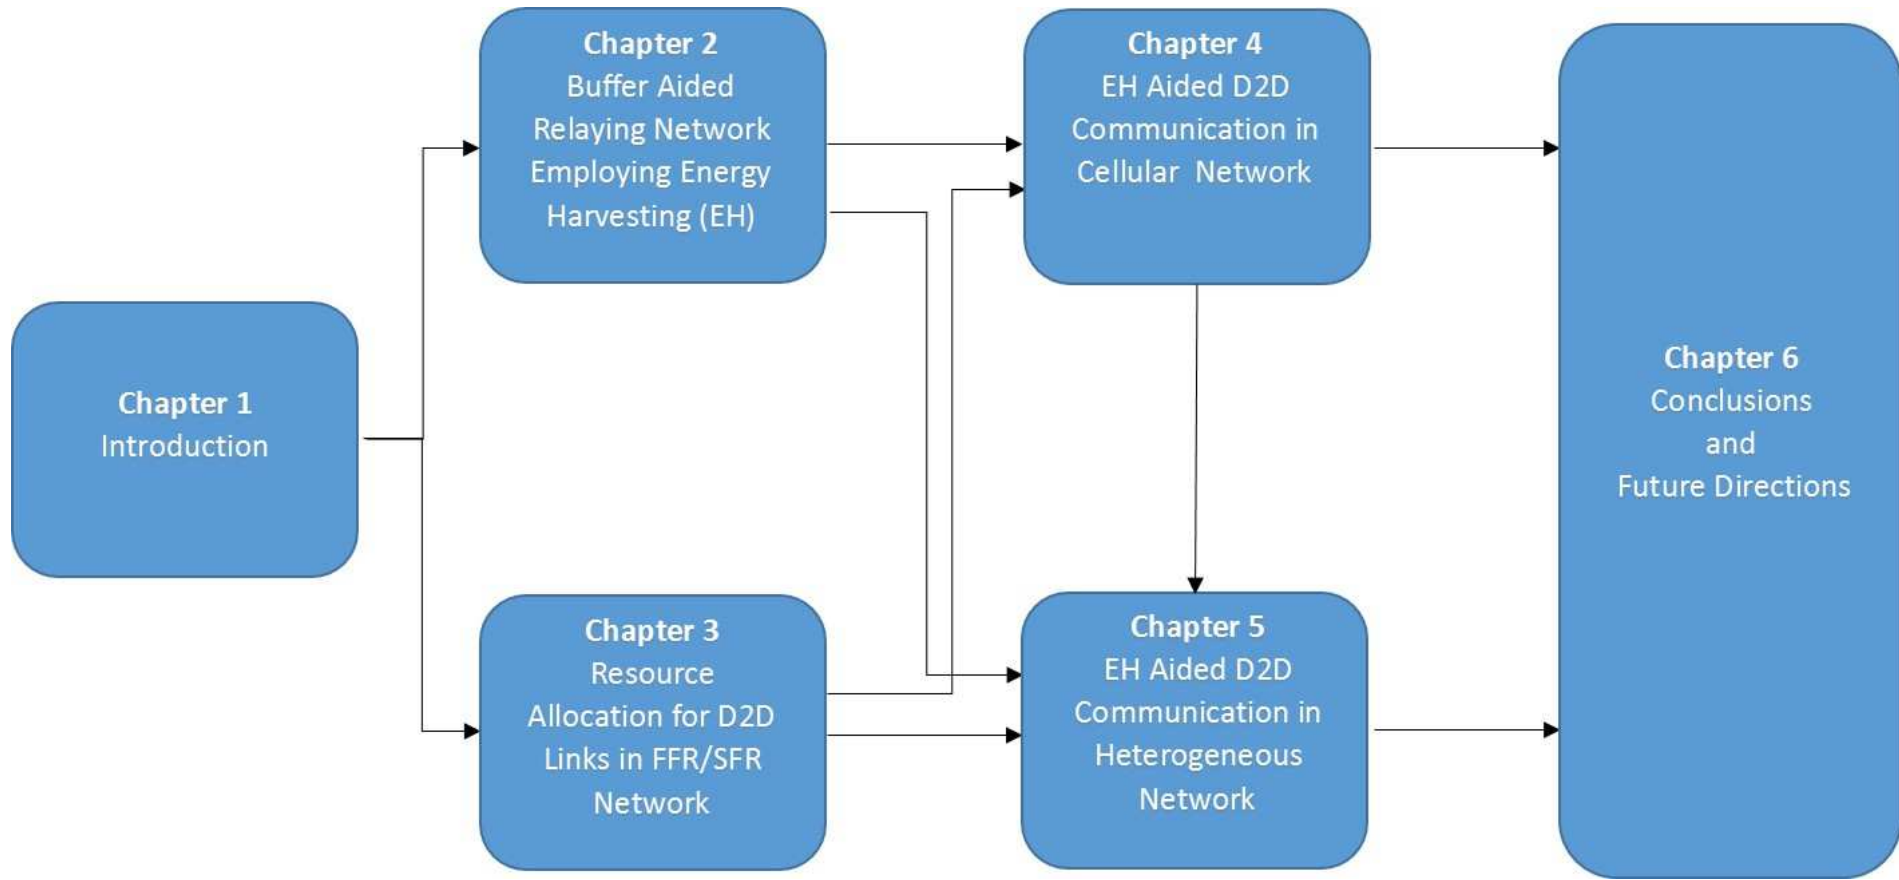 Chapter 1
Introduction
Chapter 2
Buffer Aided
Relaying Network
Employing Energy
Harvesting (EH)
Chapter 3
Resource
Allocation for D2D
Links in FFR/SFR
Network
Chapter 4
EH Aided D2D
Communication in
Cellular Network
Chapter 5
EH Aided D2D
Communication in
Heterogeneous
Network
Chapter 6
Conclusions
and
Future Directions